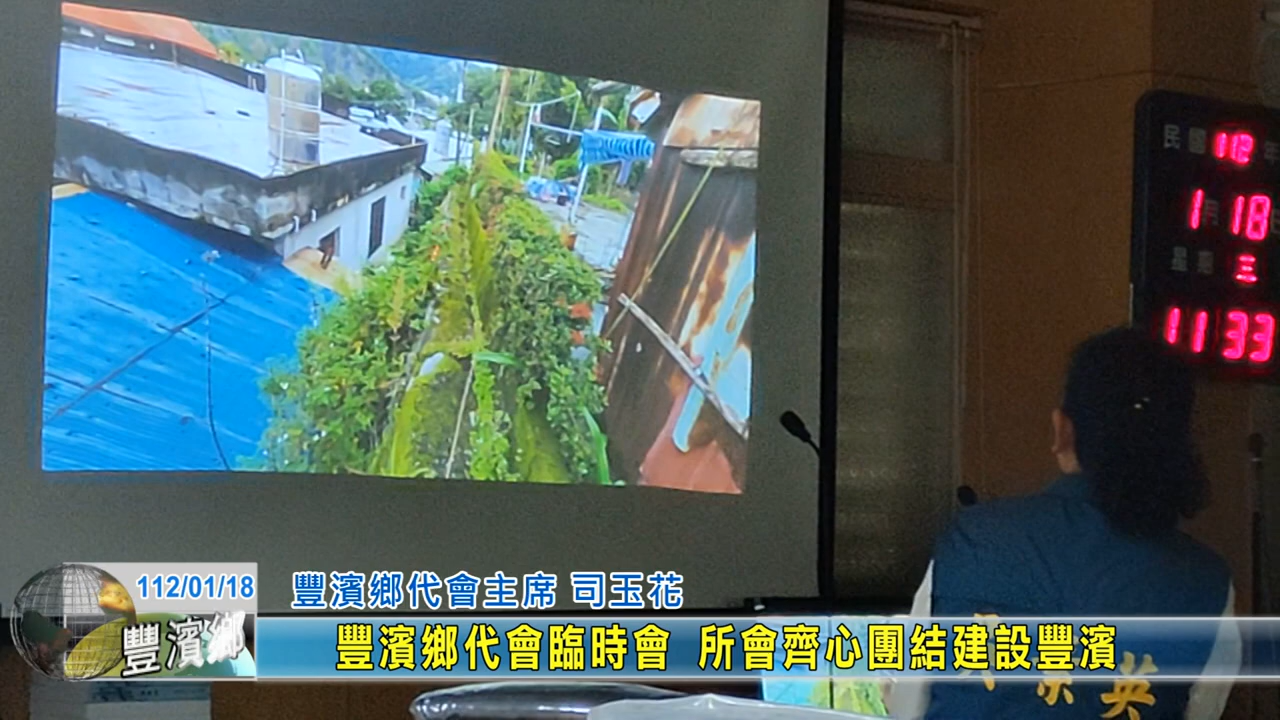 民國 112 年
1 月 18
星期 三
11 33
112/01/18
豐濱鄉
豐濱鄉代會主席 司玉花
豐濱鄉代會臨時會 所會齊心團結建設豐濱
英